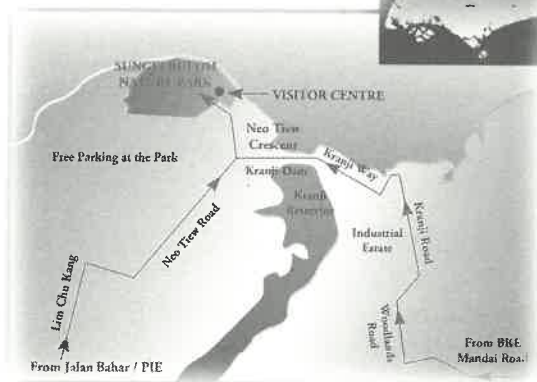 SUNGEI BULOH
NATURE PARK
VISITOR CENTRE
Neo Tiew
Crescent
Free Parking at the Park
Kranji Way
Kranji Dam
Kranji
Reservoir
Neo Tiew Road
Industrial
Estate
Kranji Road
Lim Chu Kang
Woodlands
Road
From BKE
Mandai Road
From Jalan Bahar / PIE